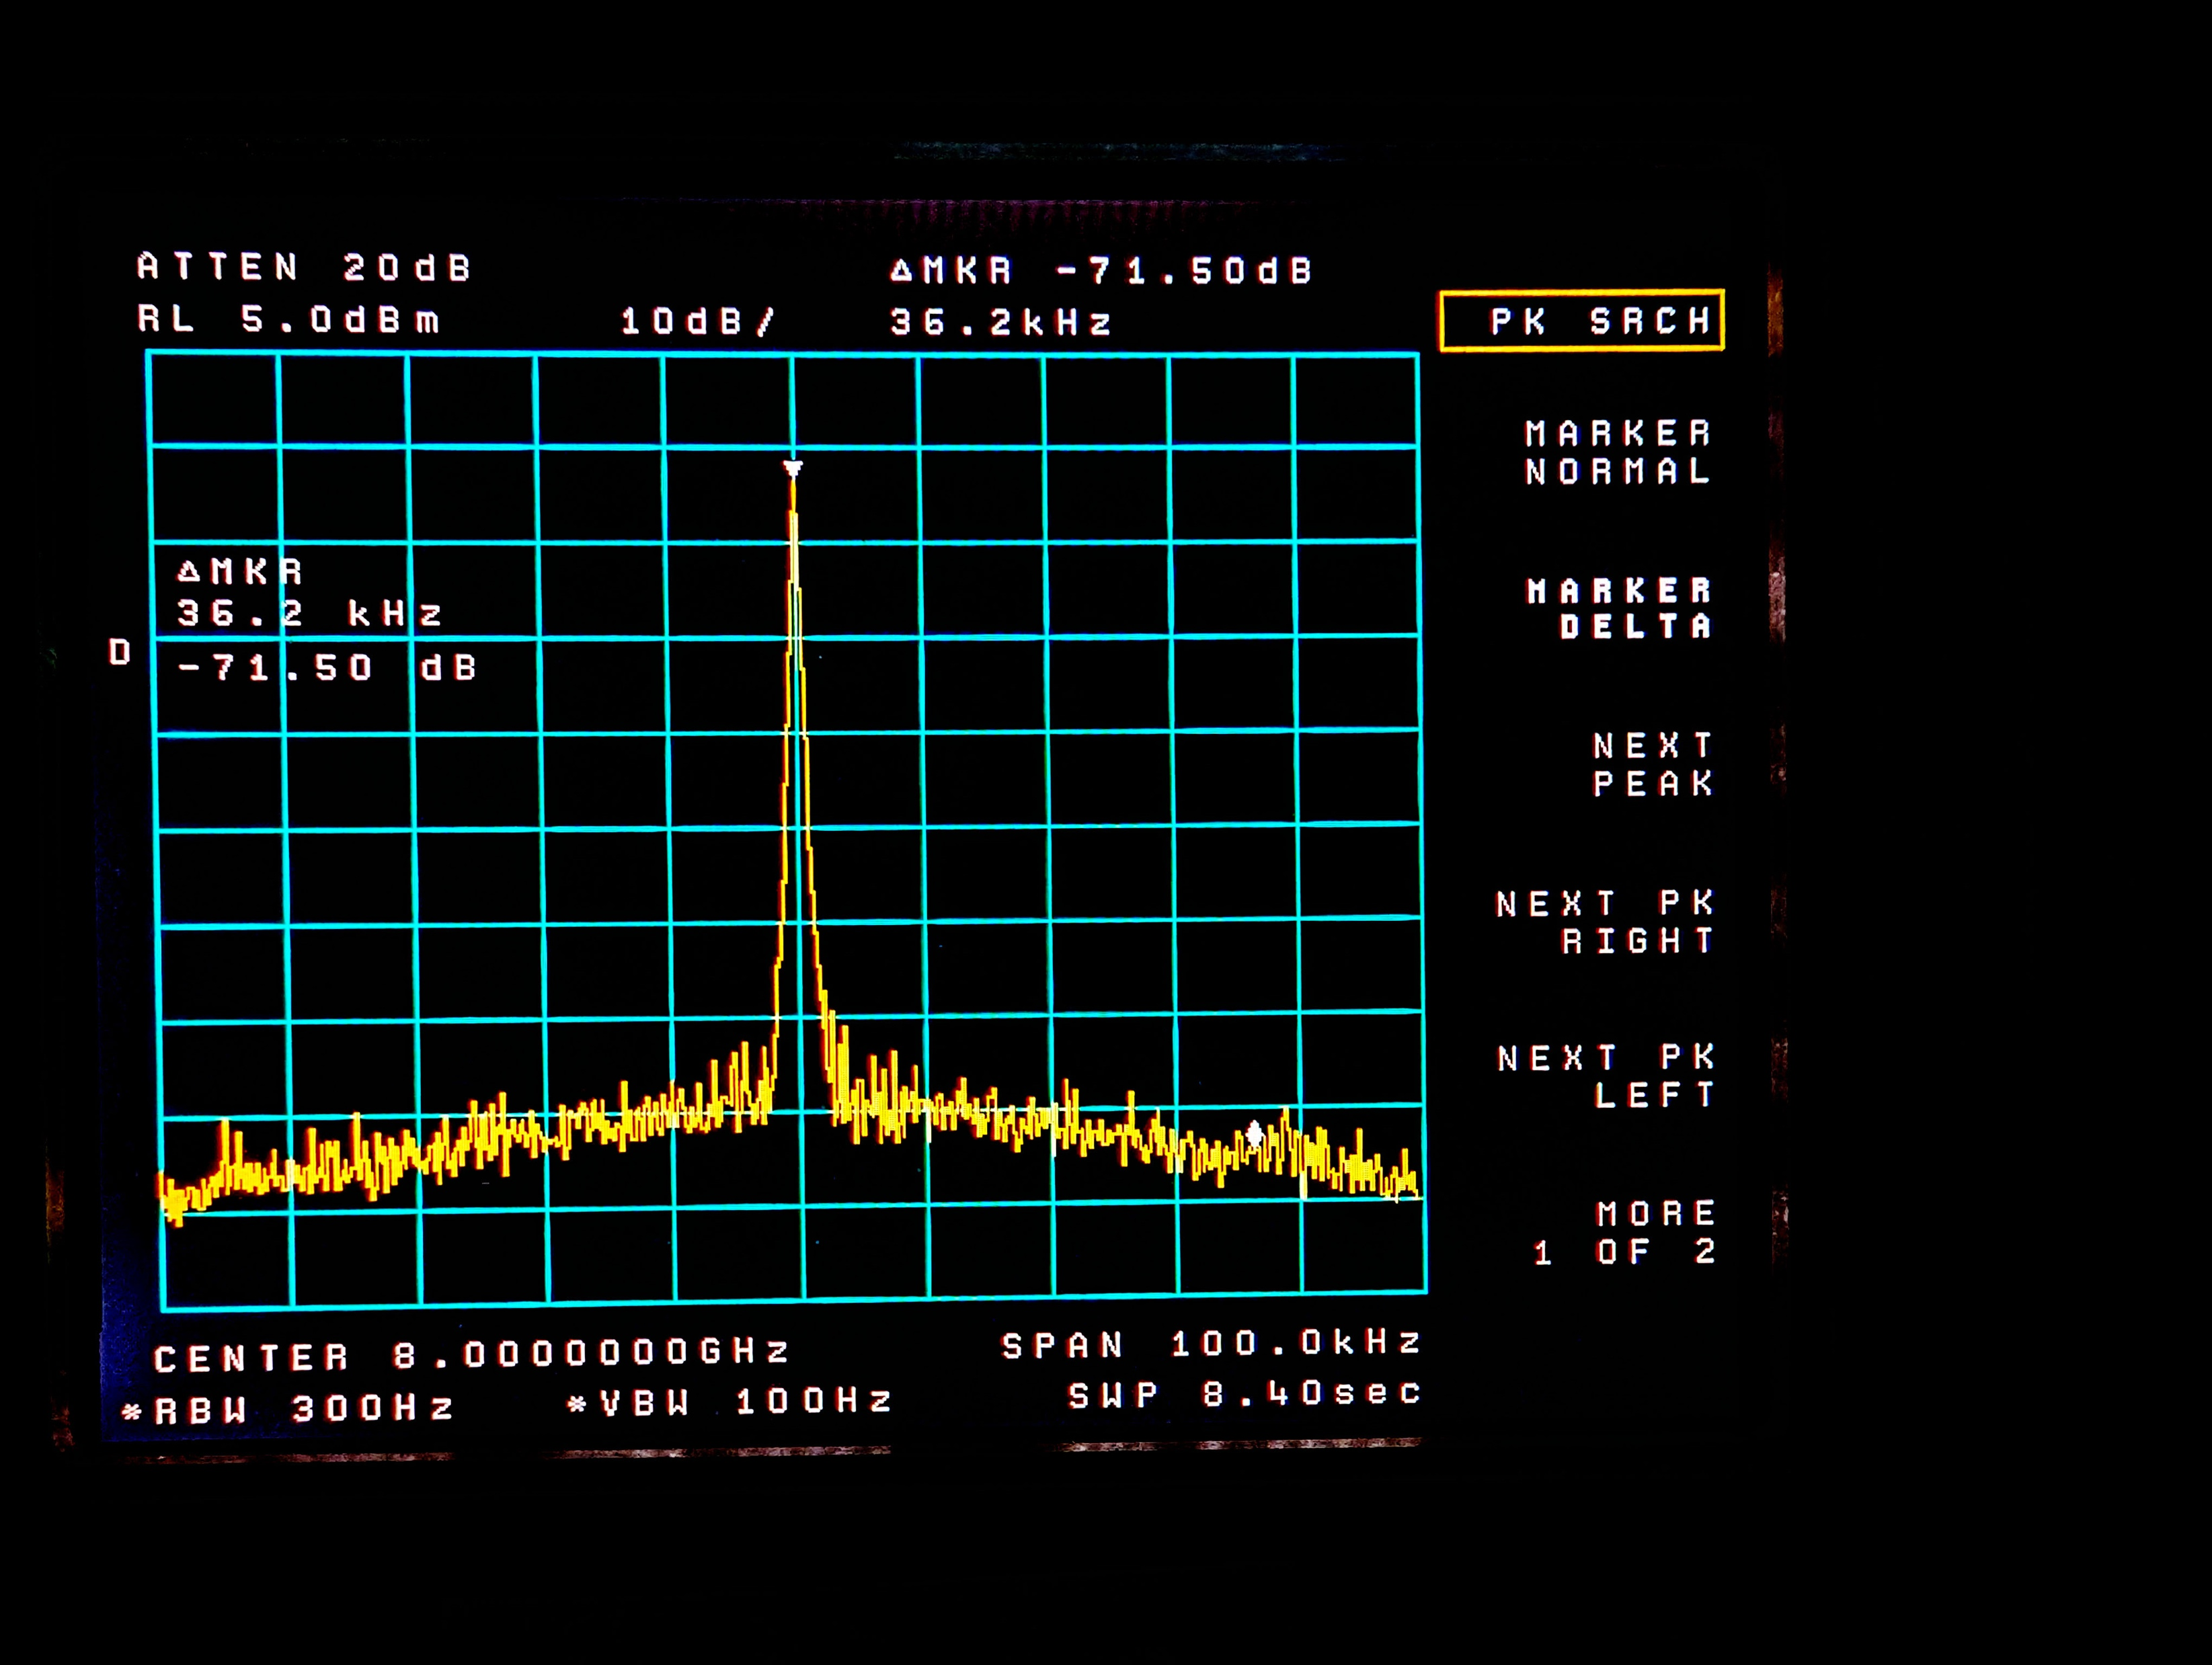 ATTEN 20dB
ΔMKR -71.50dB
RL 5.0dBm
10dB/
36.2kHz
PK SRCH
MARKER
NORMAL
ΔMKR
36.2 kHz
D
-71.50 dB
MARKER
DELTA
NEXT
PEAK
NEXT PK
RIGHT
NEXT PK
LEFT
MORE
1 OF 2
CENTER 8.0000000GHz
SPAN 100.0kHz
*RBW 300Hz
*VBW 100Hz
SWP 8.40sec